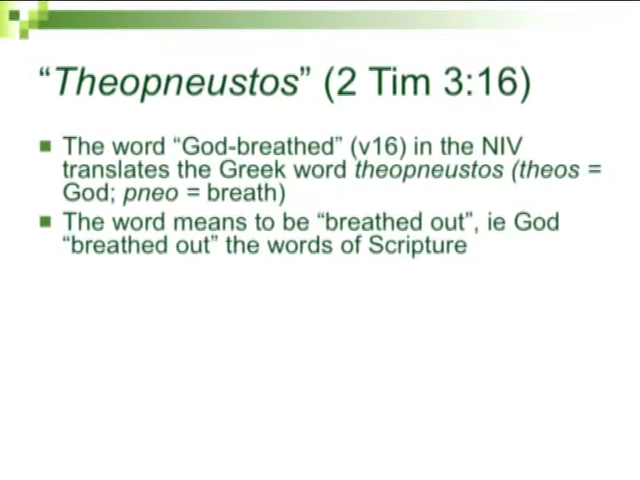 “Theopneustos” (2 Tim 3:16)
The word “God-breathed” (v16) in the NIV
translates the Greek word theopneustos (theos =
God; pneo = breath)
The word means to be “breathed out”, ie God
“breathed out” the words of Scripture